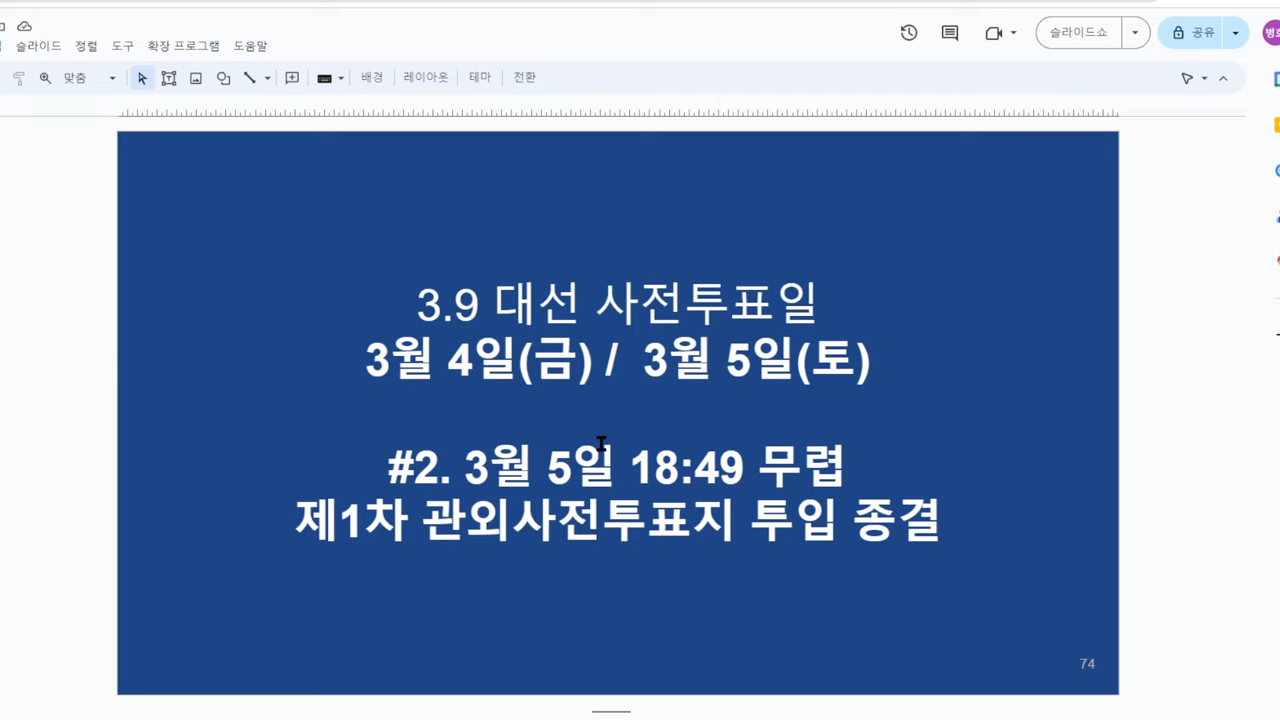 슬라이드 정렬 도구 확장 프로그램 도움말
슬라이드쇼
공유
맞춤
배경
레이아웃
테마
전환
3.9 대선 사전투표일
3월 4일(금) / 3월 5일(토)
#2. 3월 5일 18:49 무렵
제1차 관외사전투표지 투입 종결
74